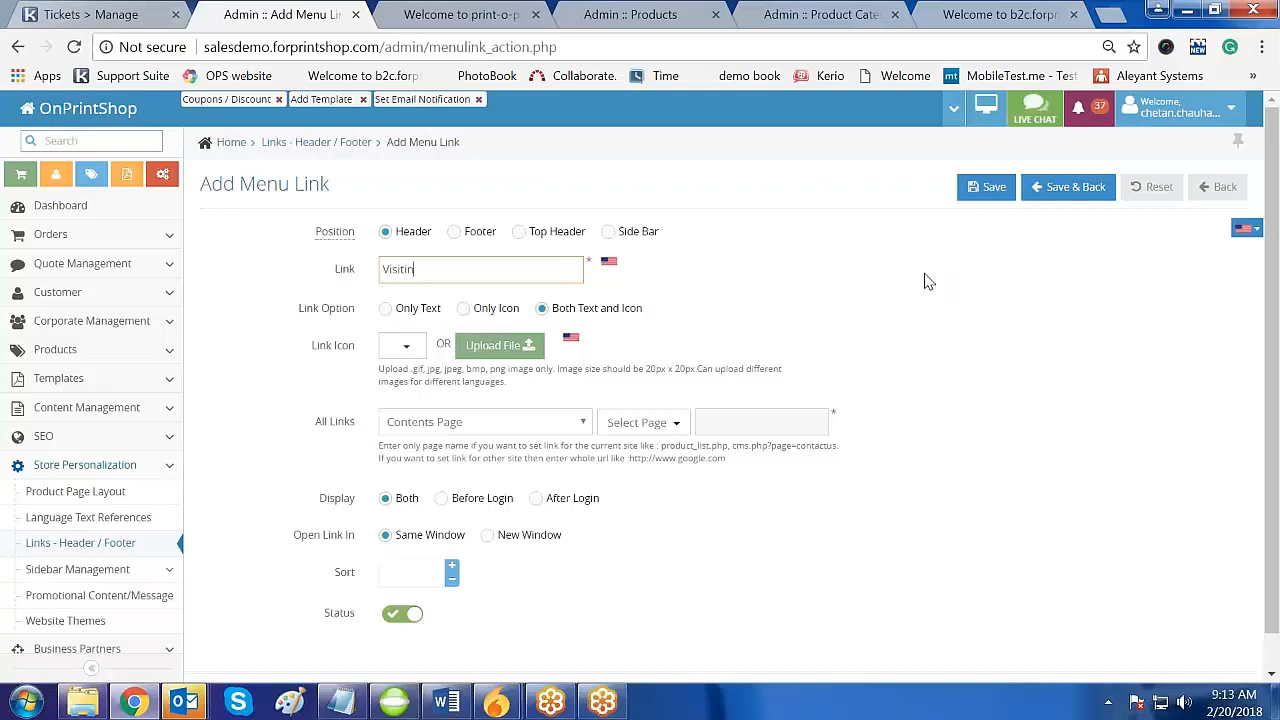 Tickets > Manage
Admin :: Add Menu Lin
Welcome to print
Admin :: Products
Admin :: Product Cate
Welcome to b2c.forpr
Not secure salesdemo.forprintshop.com/admin/menulink_action.php
Apps Support Suite OPS website Welcome to b2c.forp PhotoBook Collaborate. Time demo book Kerio Welcome MobileTest.me - Test Aleyant Systems »
OnPrintShop
Coupons / Discount × Add Template × Set Email Notification ×
LIVE CHAT
37
Welcome,
chetan.chauha...
Search
Home > Links - Header / Footer > Add Menu Link
Add Menu Link
Save Save & Back Reset Back
Dashboard
Orders
Quote Management
Customer
Corporate Management
Products
Templates
Content Management
SEO
Store Personalization
Product Page Layout
Language Text References
Links - Header / Footer
Sidebar Management
Promotional Content/Message
Website Themes
Business Partners
Position Header Footer Top Header Side Bar
Link Visitin *
Link Option Only Text Only Icon Both Text and Icon
Link Icon OR Upload File
Upload .gif, jpg, jpeg, bmp, png image only. Image size should be 20px x 20px.Can upload different
images for different languages.
All Links Contents Page Select Page *
Enter only page name if you want to set link for the current site like . product_list.php, cms.php?page=contactus.
If you want to set link for other site then enter whole url like :http://www.google.com
Display Both Before Login After Login
Open Link In Same Window New Window
Sort
Status
9:13 AM
2/20/2018